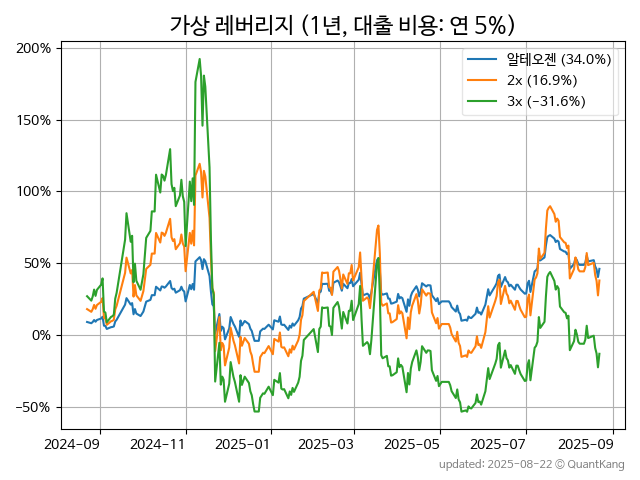 가상 레버리지 (1년, 대출 비용: 연 5%)
200%
150%
100%
50%
0%
−50%
알테오젠 (34.0%)
2x (16.9%)
3x (−31.6%)
2024-09 2024-11 2025-01 2025-03 2025-05 2025-07 2025-09
updated: 2025-08-22 © QuantKang